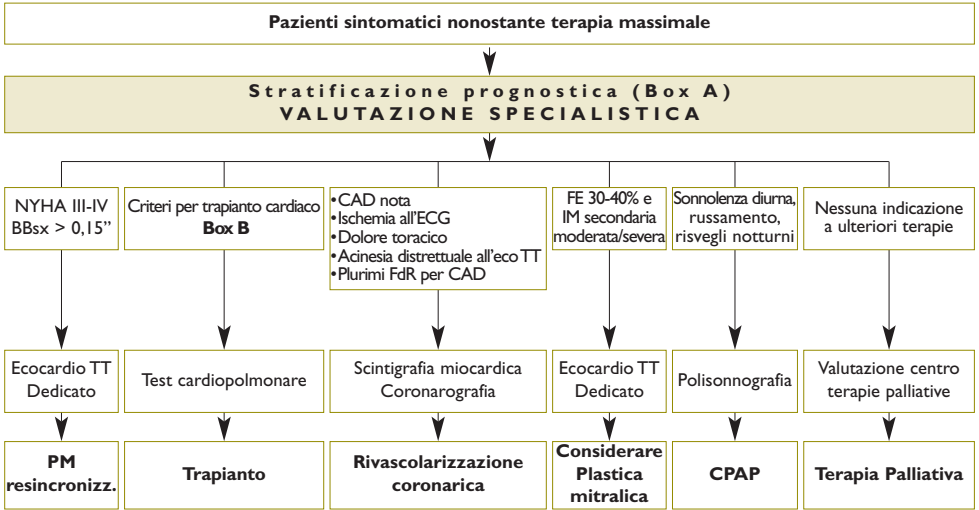 Pazienti sintomatici nonostante terapia massimale
Stratificazione prognostica (Box A)
VALUTAZIONE SPECIALISTICA
NYHA III-IV
BBsx > 0,15”
Criteri per trapianto cardiaco
Box B
•CAD nota
•Ischemia all’ECG
•Dolore toracico
•Acinesia distrettuale all’eco TT
•Plurimi FdR per CAD
FE 30-40% e
IM secondaria
moderata/severa
Sonnolenza diurna,
russamento,
risvegli notturni
Nessuna indicazione
a ulteriori terapie
Ecocardio TT
Dedicato
Test cardiopolmonare
Scintigrafia miocardica
Coronarografia
Ecocardio TT
Dedicato
Polisonnografia
Valutazione centro
terapie palliative
PM
resincronizz.
Trapianto
Rivascolarizzazione
coronarica
Considerare
Plastica
mitralica
CPAP
Terapia Palliativa